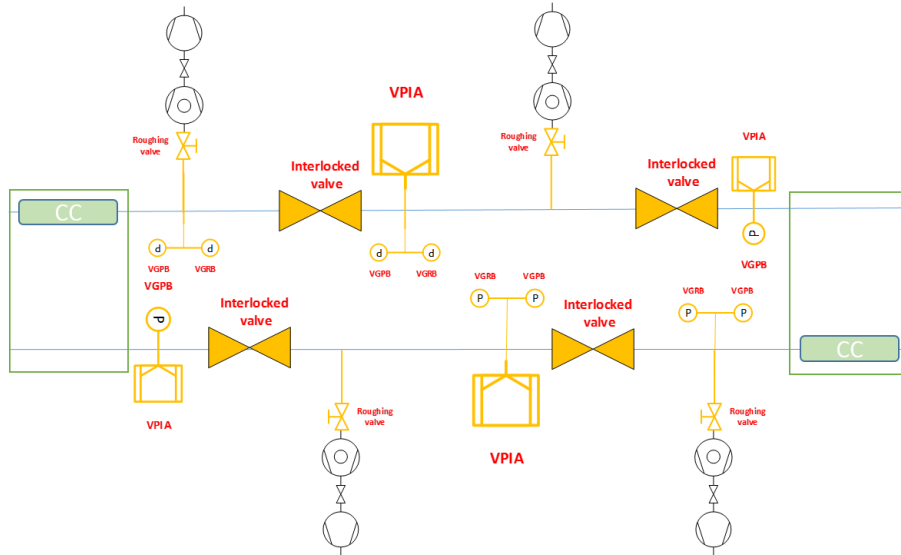 VPIA
Roughing
valve
Roughing
valve
VPIA
Interlocked
valve
Interlocked
valve
CC
P
d
d
d
d
VGPB
VGRB
VGPB
VGRB
VGPB
VGPB
VGRB
VGPB
VGRB
VGPB
Interlocked
valve
Interlocked
valve
P
P
P
P
P
CC
VPIA
Roughing
valve
Roughing
valve
VPIA